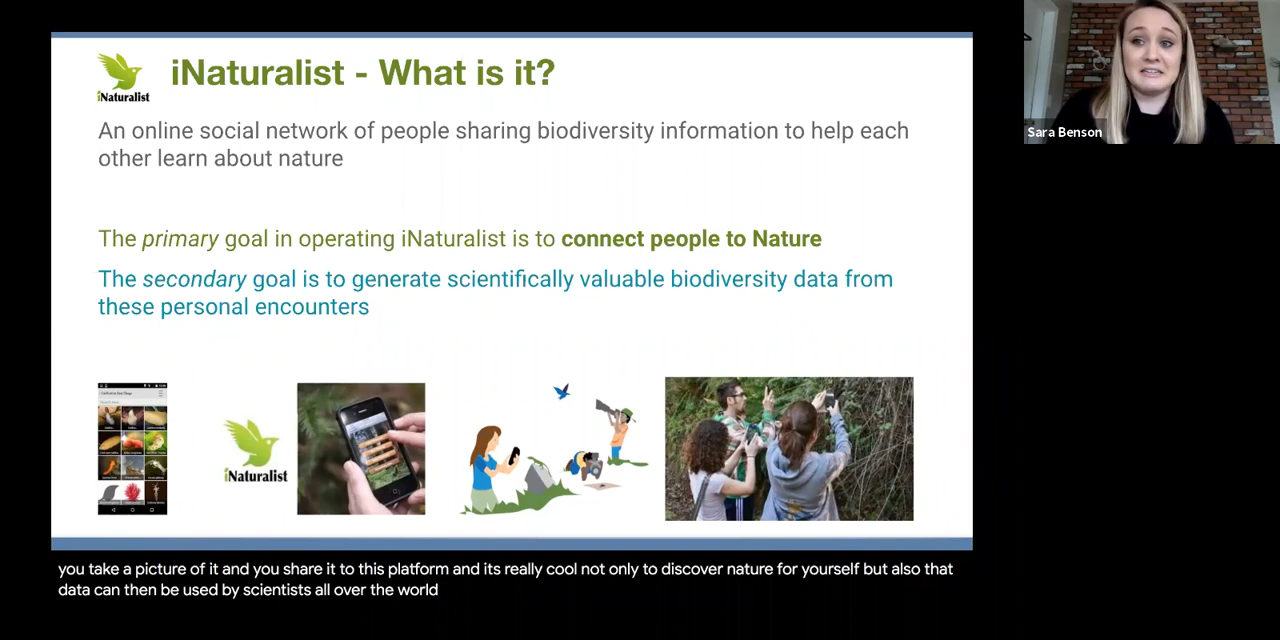 iNaturalist - What is it?
iNaturalist
An online social network of people sharing biodiversity information to help each
other learn about nature
The primary goal in operating iNaturalist is to connect people to Nature
The secondary goal is to generate scientifically valuable biodiversity data from
these personal encounters
iNaturalist
Sara Benson
you take a picture of it and you share it to this platform and its really cool not only to discover nature for yourself but also that
data can then be used by scientists all over the world